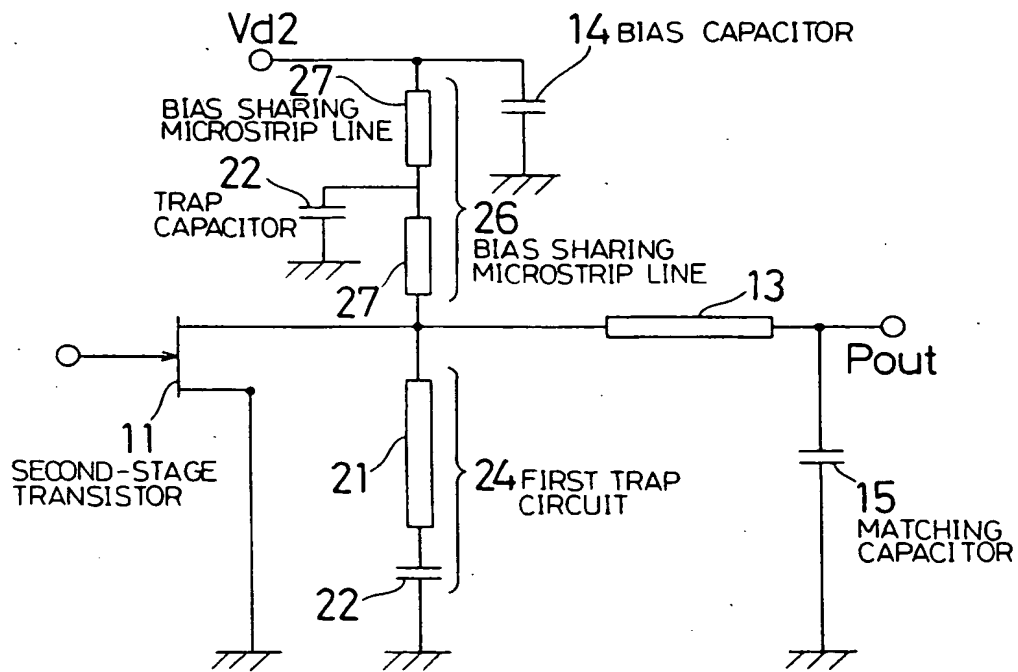 Vd2
14 BIAS CAPACITOR
27
BIAS SHARING
MICROSTRIP LINE
22
TRAP
CAPACITOR
26
BIAS SHARING
MICROSTRIP LINE
27
13
Pout
11
SECOND-STAGE
TRANSISTOR
21
24 FIRST TRAP
CIRCUIT
22
15
MATCHING
CAPACITOR